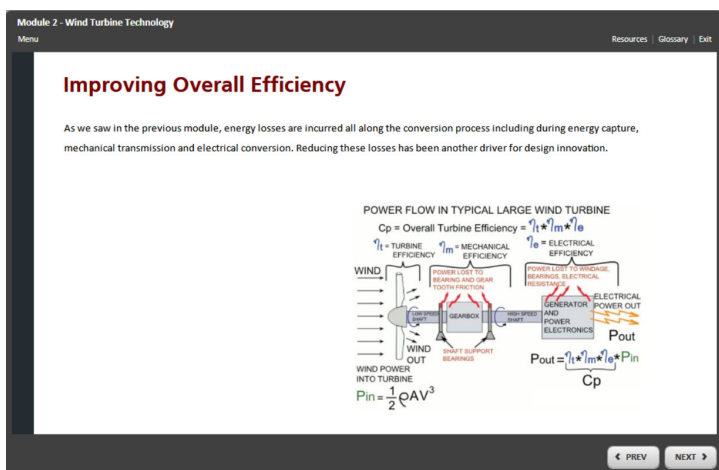 Module 2 - Wind Turbine Technology
Menu
Resources | Glossary | Exit
Improving Overall Efficiency
As we saw in the previous module, energy losses are incurred all along the conversion process including during energy capture,
mechanical transmission and electrical conversion. Reducing these losses has been another driver for design innovation.
POWER FLOW IN TYPICAL LARGE WIND TURBINE
Cp = Overall Turbine Efficiency = ηt*ηm*ηe
ηt = TURBINE
EFFICIENCY
ηm = MECHANICAL
EFFICIENCY
ηe = ELECTRICAL
EFFICIENCY
WIND
POWER LOST TO
BEARING AND GEAR
TOOTH FRICTION
POWER LOST TO WINDAGE,
BEARINGS, ELECTRICAL
RESISTANCE
LOW SPEED
SHAFT
GEARBOX
HIGH SPEED
SHAFT
GENERATOR
AND
POWER
ELECTRONICS
ELECTRICAL
POWER OUT
Pout
WIND
OUT
SHAFT SUPPORT
BEARINGS
WIND POWER
INTO TURBINE
Pin = 1/2 ρAV³
Pout = ηt*ηm*ηe*Pin
Cp
PREV
NEXT